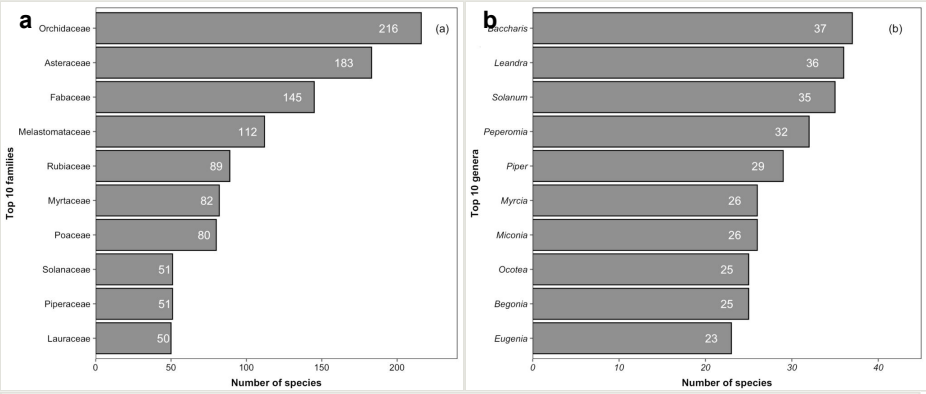 a
(a)
Top 10 families
Orchidaceae 216
Asteraceae 183
Fabaceae 145
Melastomataceae 112
Rubiaceae 89
Myrtaceae 82
Poaceae 80
Solanaceae 51
Piperaceae 51
Lauraceae 50
0 50 100 150 200
Number of species
b
(b)
Top 10 genera
Baccharis 37
Leandra 36
Solanum 35
Peperomia 32
Piper 29
Myrcia 26
Miconia 26
Ocotea 25
Begonia 25
Eugenia 23
0 10 20 30 40
Number of species